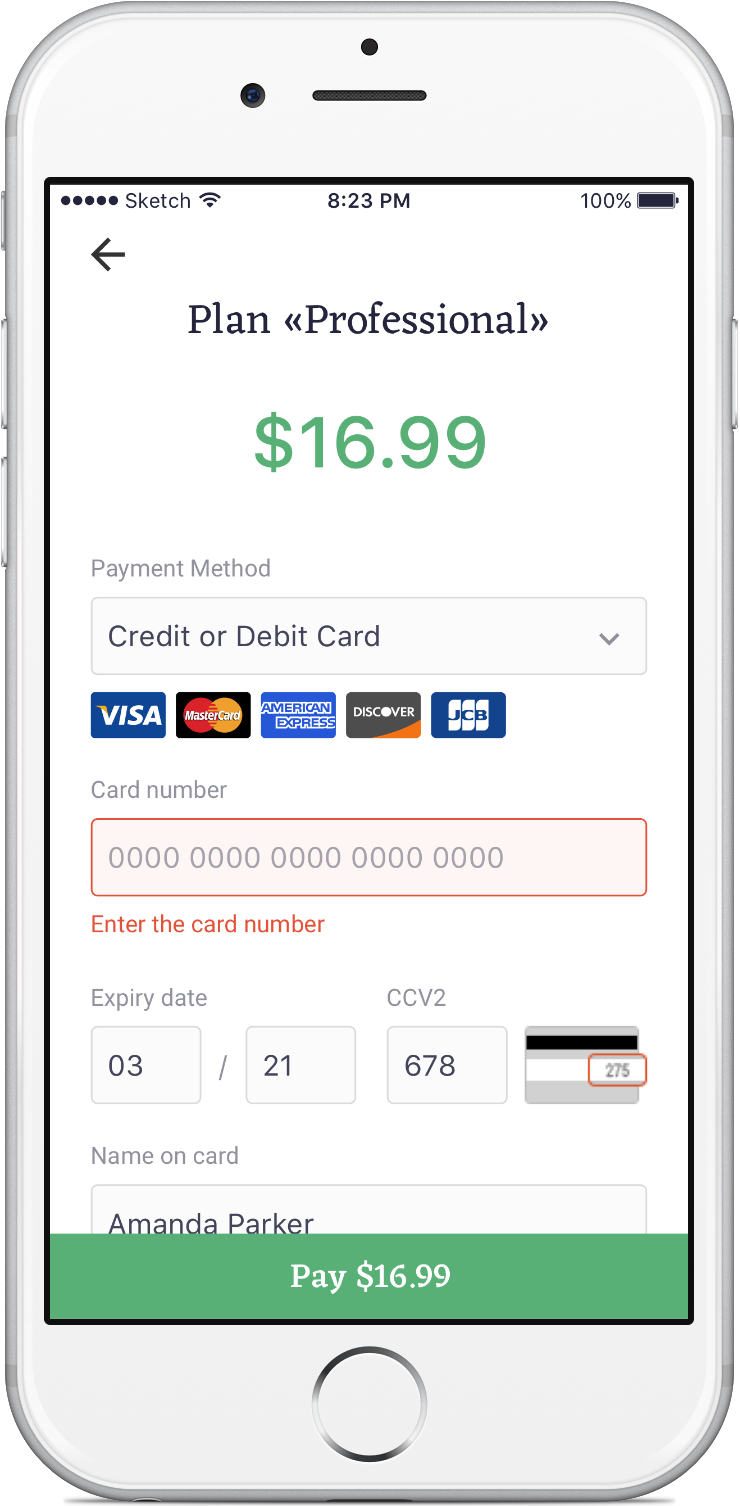 ●●●●● Sketch 8:23 PM 100%
Plan «Professional»
$16.99
Payment Method
Credit or Debit Card
VISA MasterCard AMERICAN EXPRESS DISCOVER JCB
Card number
0000 0000 0000 0000 0000
Enter the card number
Expiry date CCV2
03 / 21 678 275
Name on card
Amanda Parker
Pay $16.99